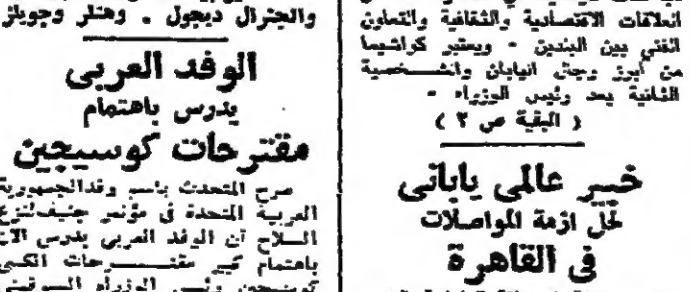 العلاقات الاقتصادية والثقافية والتعاون
الفني بين البلدين - ويعتبر كراشيما
من أبرز رجال اليابان والشخصية
الثانية بعد رئيس الوزراء -
( البقية ص ٢ )
خبير عالمى يابانى
لحل ازمة المواصلات
فى القاهرة
والجنرال ديجول . وهتلر وجوبلز
الوفد العربى
يدرس باهتمام
مقترحات كوسيجين
صرح المتحدث باسم وفد الجمهورية
العربية المتحدة فى مؤتمر جنيف لنزع
السلاح أن الوفد العربى يدرس الآن
باهتمام كبير مقترحات الكسى
كوسيجين رئيس الوزراء السوفيتى